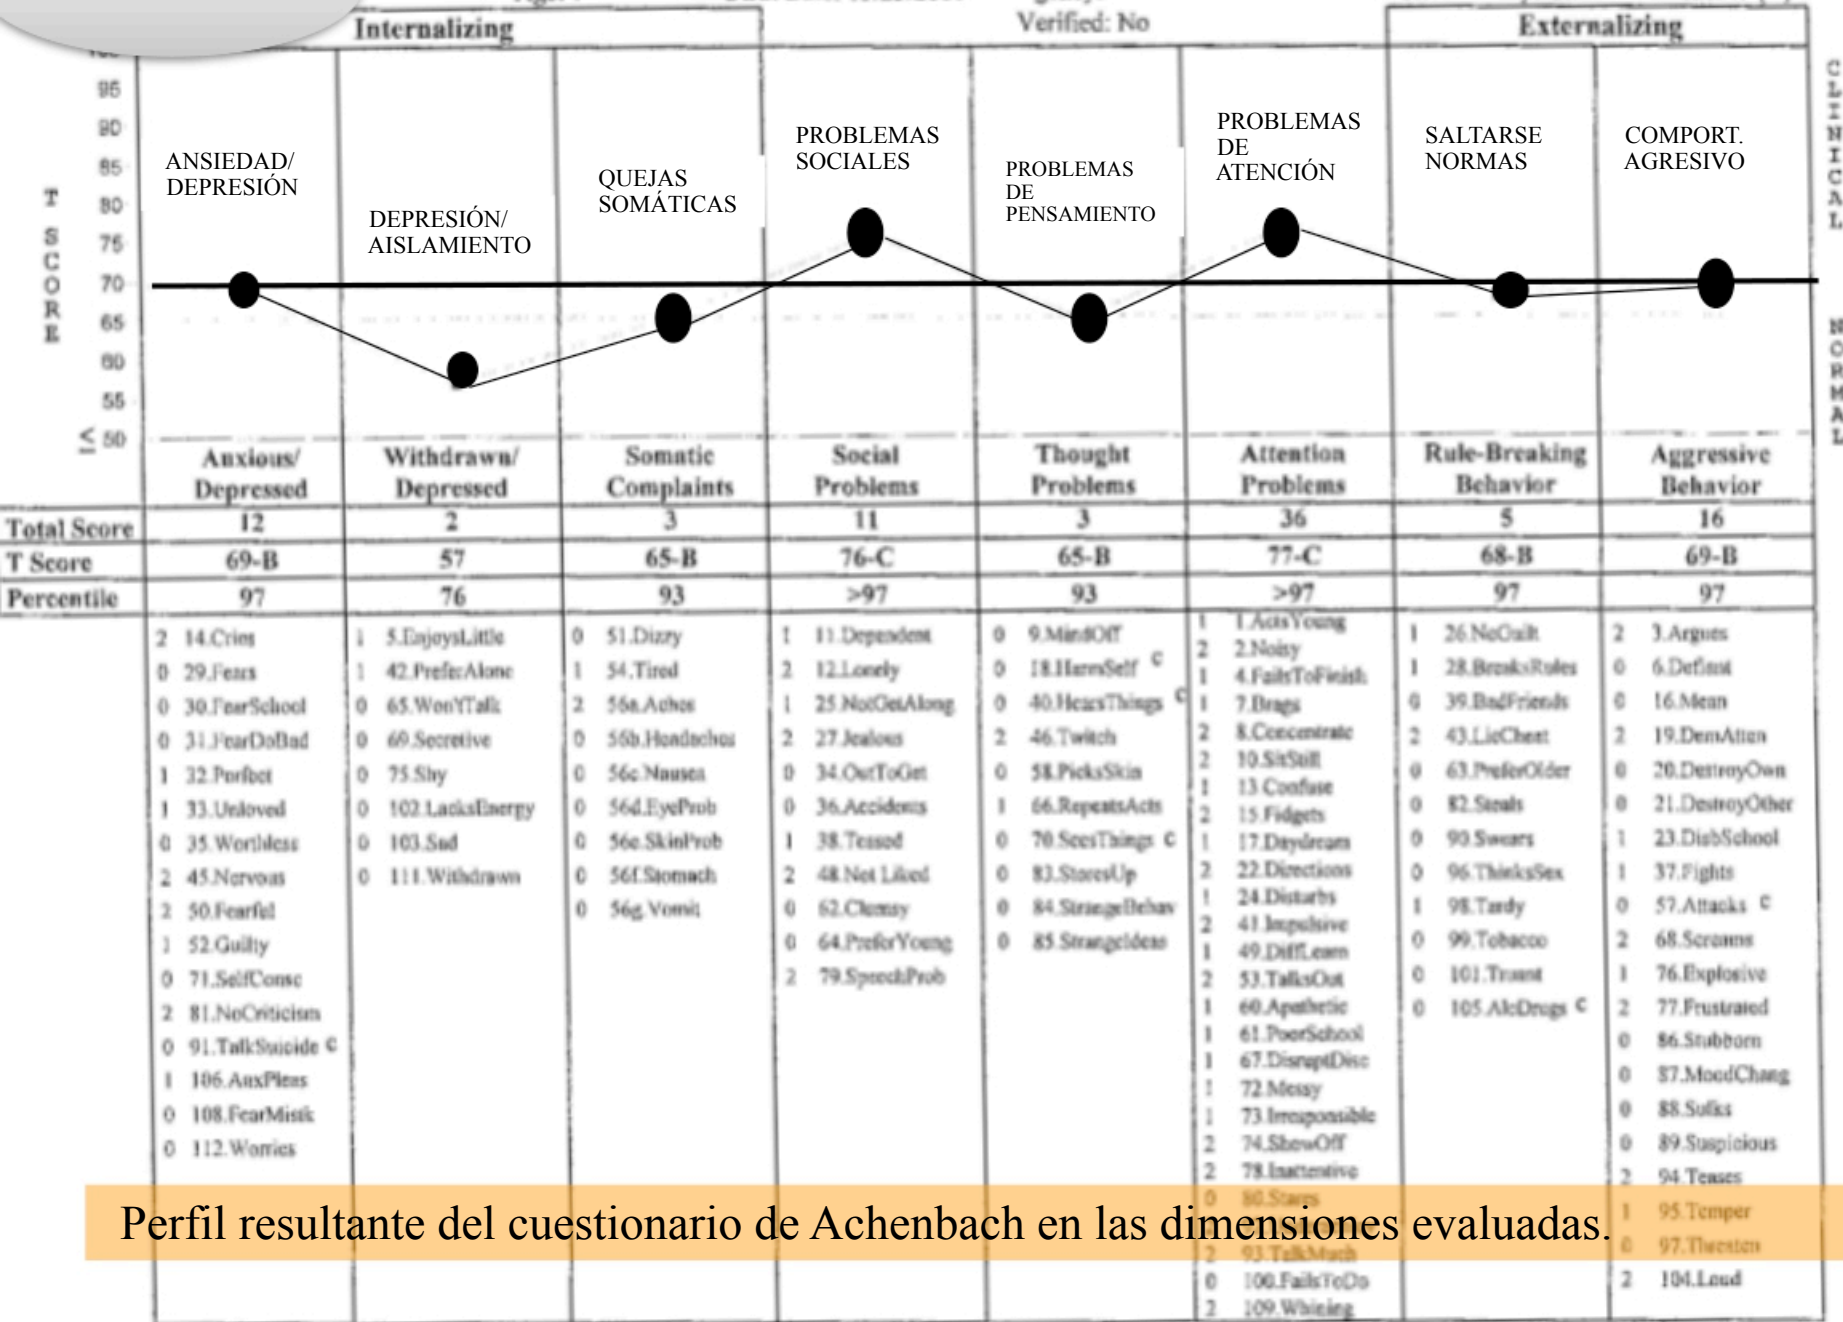 Internalizing
Verified: No
Externalizing
95
90
85
80
75
70
65
60
55
≤ 50
T SCORE
CLINICAL
NORMAL
ANSIEDAD/
DEPRESIÓN
DEPRESIÓN/
AISLAMIENTO
QUEJAS
SOMÁTICAS
PROBLEMAS
SOCIALES
PROBLEMAS
DE
PENSAMIENTO
PROBLEMAS
DE
ATENCIÓN
SALTARSE
NORMAS
COMPORT.
AGRESIVO
Anxious/ Withdrawn/ Somatic Social Thought Attention Rule-Breaking Aggressive
Depressed Depressed Complaints Problems Problems Problems Behavior Behavior
Total Score 12 2 3 11 3 36 5 16
T Score 69-B 57 65-B 76-C 65-B 77-C 68-B 69-B
Percentile 97 76 93 >97 93 >97 97 97
2 14.Cries
0 29.Fears
0 30.FearSchool
0 31.FearDoBad
1 32.Perfect
1 33.Unloved
0 35.Worthless
2 45.Nervous
2 50.Fearful
1 52.Guilty
0 71.SelfConsc
2 81.NoCriticism
0 91.TalkSuicide C
1 106.AnxPleas
0 108.FearMistk
0 112.Worries
1 5.EnjoysLittle
1 42.PreferAlone
0 65.Won'tTalk
0 69.Secretive
0 75.Shy
0 102.LacksEnergy
0 103.Sad
0 111.Withdrawn
0 51.Dizzy
1 54.Tired
2 56a.Aches
0 56b.Headaches
0 56c.Nausea
0 56d.EyeProb
0 56e.SkinProb
0 56f.Stomach
0 56g.Vomit
1 11.Dependent
2 12.Lonely
1 25.NotGetAlong
2 27.Jealous
0 34.OutToGet
0 36.Accidents
1 38.Teased
2 48.Not Liked
0 62.Clumsy
0 64.PreferYoung
2 79.SpeechProb
0 9.MindOff
0 18.HarmSelf C
0 40.HearsThings C
2 46.Twitch
0 58.PicksSkin
1 66.RepeatsActs
0 70.SeesThings C
0 83.StoresUp
0 84.StrangeBehav
0 85.StrangeIdeas
1 1.ActsYoung
2 2.Noisy
1 4.FailsToFinish
1 7.Brags
2 8.Concentrate
2 10.SitStill
1 13.Confuse
2 15.Fidgets
1 17.Daydream
2 22.Directions
1 24.Disturbs
2 41.Impulsive
1 49.DiffLearn
2 53.TalksOut
1 60.Apathetic
1 61.PoorSchool
1 67.DisruptDisc
1 72.Messy
1 73.Irresponsible
2 74.ShowOff
2 78.Inattentive
0 80.Stares
2 93.TalkMuch
0 100.FailsToDo
2 109.Whining
1 26.NoGuilt
1 28.BreaksRules
0 39.BadFriends
2 43.LieCheat
0 63.PreferOlder
0 82.Steals
0 90.Swears
0 96.ThinksSex
1 98.Tardy
0 99.Tobacco
0 101.Truant
0 105.AlcDrugs C
2 3.Argues
0 6.Defiant
0 16.Mean
2 19.DemAtten
0 20.DestroyOwn
0 21.DestroyOther
1 23.DisbSchool
1 37.Fights
0 57.Attacks C
2 68.Screams
1 76.Explosive
2 77.Frustrated
0 86.Stubborn
0 87.MoodChang
0 88.Sulks
0 89.Suspicious
2 94.Teases
1 95.Temper
0 97.Threaten
2 104.Loud
Perfil resultante del cuestionario de Achenbach en las dimensiones evaluadas.